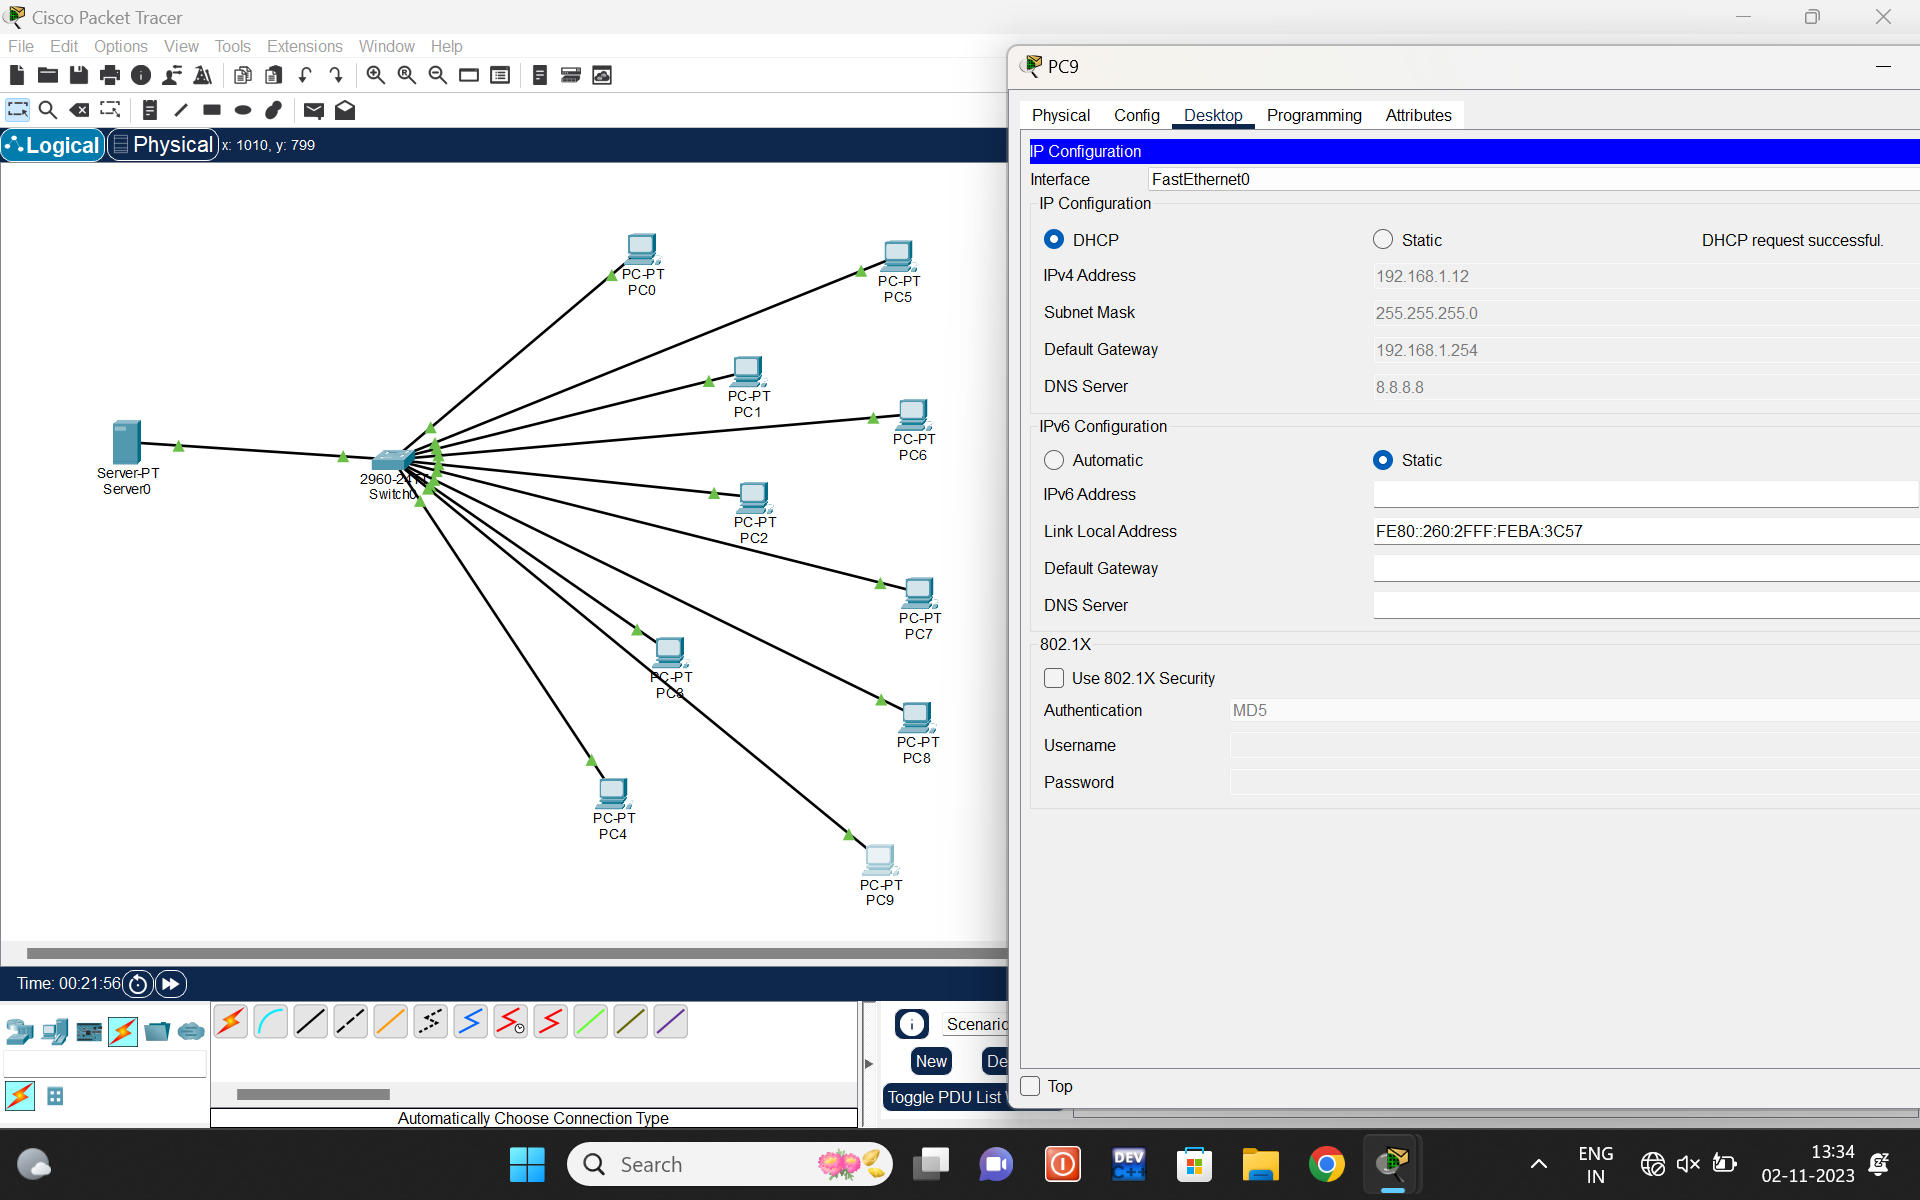 Cisco Packet Tracer
File Edit Options View Tools Extensions Window Help
Logical Physical x: 1010, y: 799
PC-PT
PC0
PC-PT
PC5
PC-PT
PC1
PC-PT
PC6
Server-PT
Server0
Switch0
PC-PT
PC2
PC-PT
PC7
PC-PT
PC3
PC-PT
PC8
PC-PT
PC4
PC-PT
PC9
Time: 00:21:56
Automatically Choose Connection Type
Scenario
New
De
Toggle PDU List
PC9
Physical Config Desktop Programming Attributes
IP Configuration
Interface FastEthernet0
IP Configuration
DHCP Static DHCP request successful.
IPv4 Address 192.168.1.12
Subnet Mask 255.255.255.0
Default Gateway 192.168.1.254
DNS Server 8.8.8.8
IPv6 Configuration
Automatic Static
IPv6 Address
Link Local Address FE80::260:2FFF:FEBA:3C57
Default Gateway
DNS Server
802.1X
Use 802.1X Security
Authentication MD5
Username
Password
Top
Search
DEV
C++
ENG
IN
13:34
02-11-2023